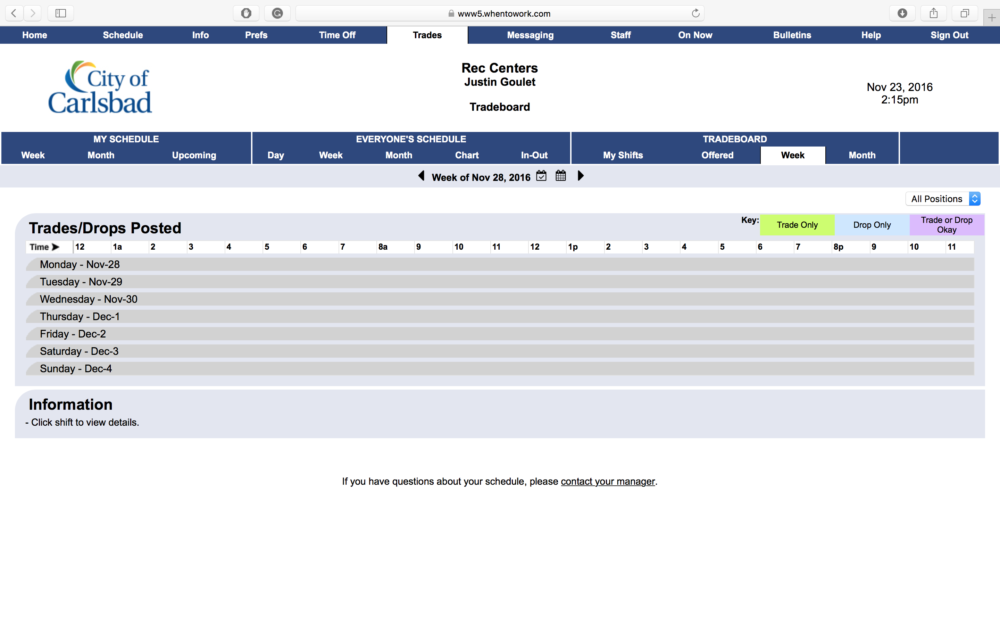 www5.whentowork.com
Home Schedule Info Prefs Time Off Trades Messaging Staff On Now Bulletins Help Sign Out
City of
Carlsbad
Rec Centers
Justin Goulet
Tradeboard
Nov 23, 2016
2:15pm
MY SCHEDULE EVERYONE'S SCHEDULE TRADEBOARD
Week Month Upcoming Day Week Month Chart In-Out My Shifts Offered Week Month
Week of Nov 28, 2016
All Positions
Trades/Drops Posted
Key: Trade Only Drop Only Trade or Drop
Okay
Time 12 1a 2 3 4 5 6 7 8a 9 10 11 12 1p 2 3 4 5 6 7 8p 9 10 11
Monday - Nov-28
Tuesday - Nov-29
Wednesday - Nov-30
Thursday - Dec-1
Friday - Dec-2
Saturday - Dec-3
Sunday - Dec-4
Information
- Click shift to view details.
If you have questions about your schedule, please contact your manager.